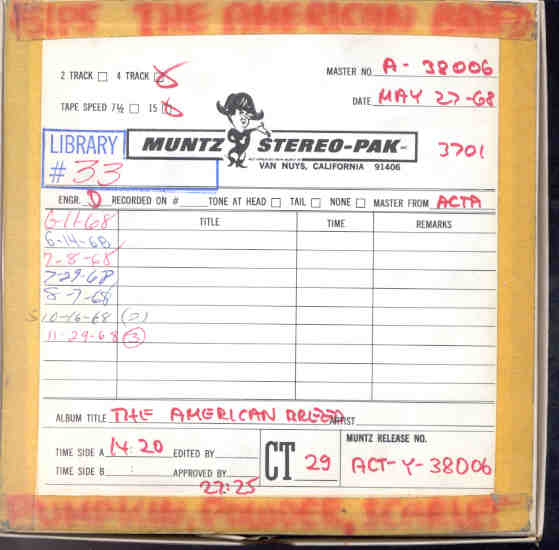 THE AMERICAN BREED
2 TRACK 4 TRACK
MASTER NO. A- 38006
TAPE SPEED 7½ 15
DATE MAY 27-68
LIBRARY
# 33
MUNTZ STEREO-PAK
3701
VAN NUYS, CALIFORNIA 91406
ENGR. D RECORDED ON # TONE AT HEAD TAIL NONE MASTER FROM ACTA
TITLE TIME REMARKS
6-11-68
6-14-68
7-8-68
7-29-68
8-7-68
10-16-68 (2)
11-29-68 3
ALBUM TITLE THE AMERICAN BREED ARTIST
TIME SIDE A 14:20 EDITED BY
TIME SIDE B : APPROVED BY
22:25
CT 29
MUNTZ RELEASE NO.
ACT-Y-38006